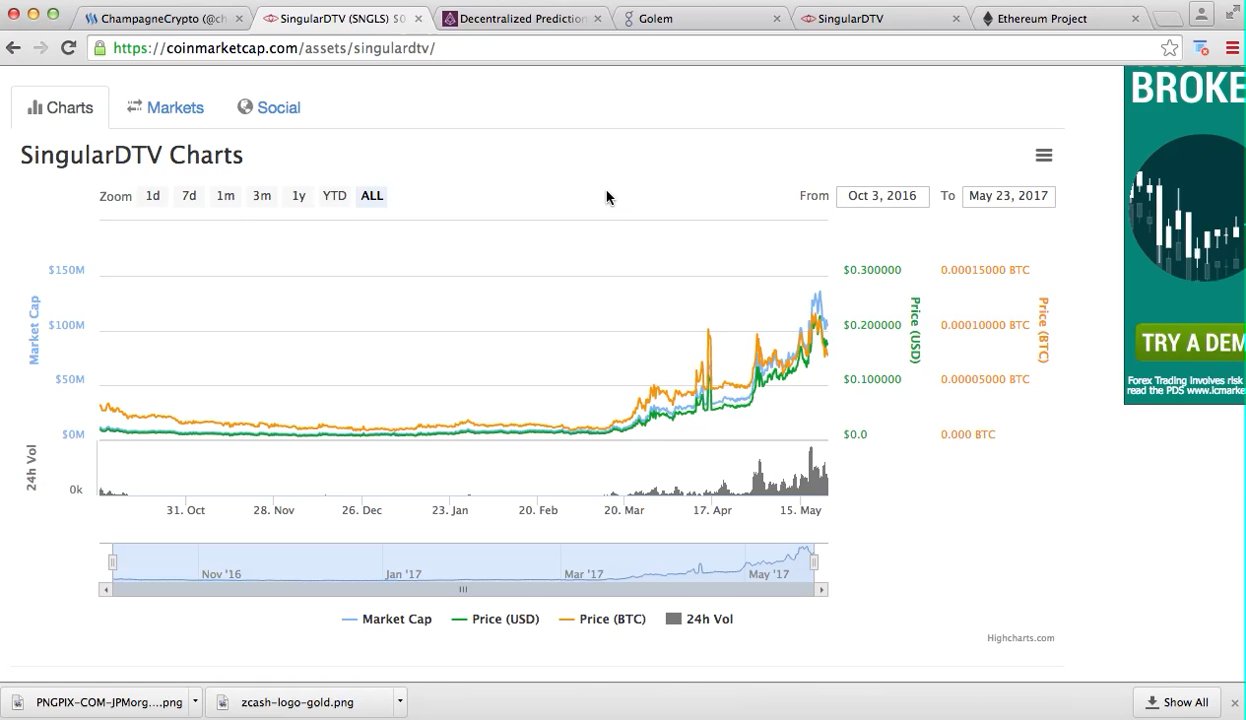 ChampagneCrypto (@ch
SingularDTV (SNGLS) $0
Decentralized Prediction
Golem
SingularDTV
Ethereum Project
https://coinmarketcap.com/assets/singulardtv/
Charts
Markets
Social
SingularDTV Charts
Zoom 1d 7d 1m 3m 1y YTD ALL
From Oct 3, 2016 To May 23, 2017
$150M
$100M
$50M
$0M
Market Cap
24h Vol
0k
$0.300000
$0.200000
$0.100000
$0.0
Price (USD)
0.00015000 BTC
0.00010000 BTC
0.00005000 BTC
0.000 BTC
Price (BTC)
31. Oct 28. Nov 26. Dec 23. Jan 20. Feb 20. Mar 17. Apr 15. May
Nov '16 Jan '17 Mar '17 May '17
Market Cap Price (USD) Price (BTC) 24h Vol
Highcharts.com
BROKE
TRY A DEM
Forex Trading involves risk
read the PDS www.icmarke
PNGPIX-COM-JPMorg....png
zcash-logo-gold.png
Show All